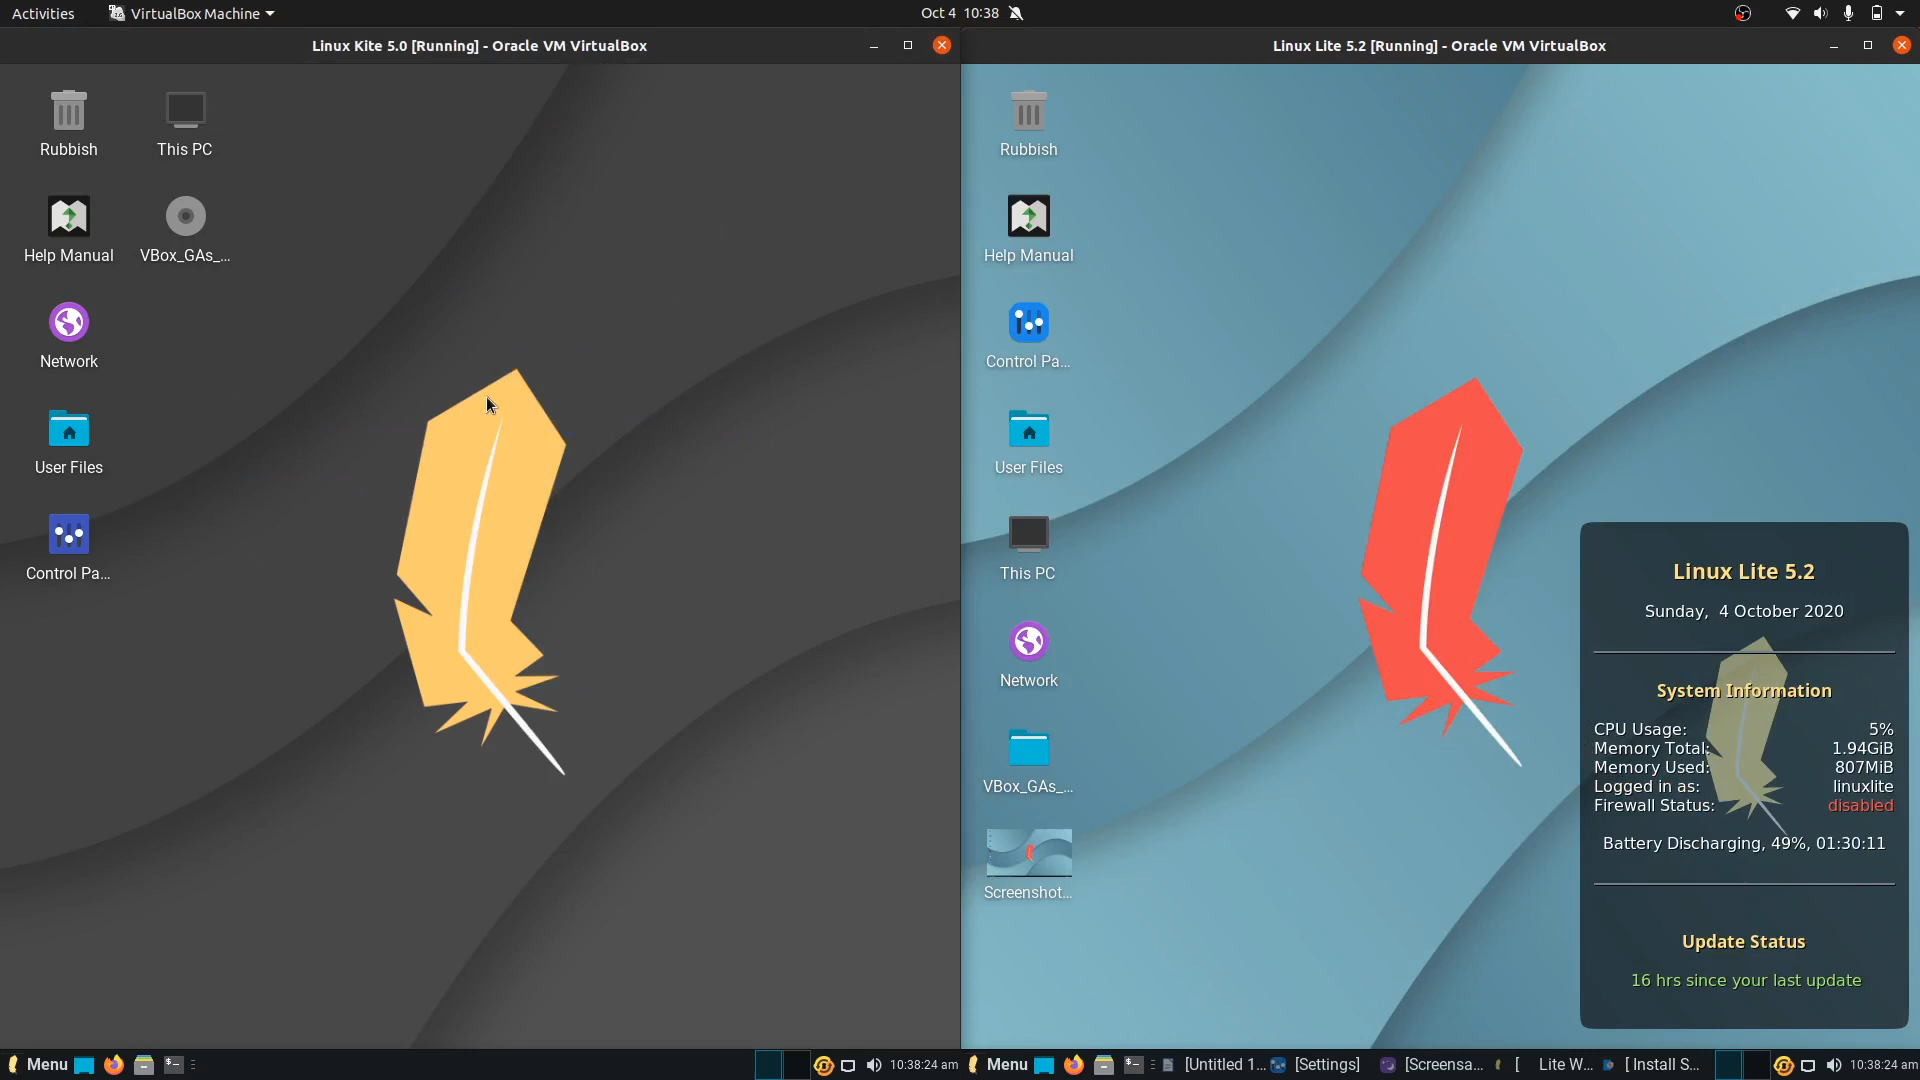 Activities
VirtualBox Machine
Oct 4 10:38
Linux Kite 5.0 [Running] - Oracle VM VirtualBox
Rubbish
This PC
Help Manual
VBox_GAs_...
Network
User Files
Control Pa...
Menu
10:38:24 am
Linux Lite 5.2 [Running] - Oracle VM VirtualBox
Rubbish
Help Manual
Control Pa...
User Files
This PC
Network
VBox_GAs_...
Screenshot...
Linux Lite 5.2
Sunday, 4 October 2020
System Information
CPU Usage: 5%
Memory Total: 1.94GiB
Memory Used: 807MiB
Logged in as: linuxlite
Firewall Status: disabled
Battery Discharging, 49%, 01:30:11
Update Status
16 hrs since your last update
Menu
[Untitled 1...
[Settings]
[Screensa...
[ Lite W...
[ Install S...
10:38:24 am